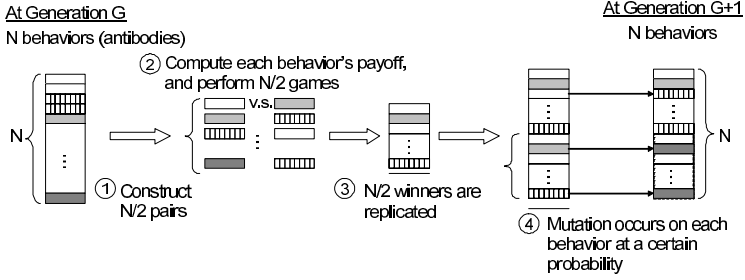 At Generation G
N behaviors (antibodies)
N
1 Construct
N/2 pairs
2 Compute each behavior's payoff,
and perform N/2 games
v.s.
3 N/2 winners are
replicated
At Generation G+1
N behaviors
N
4 Mutation occurs on each
behavior at a certain
probability